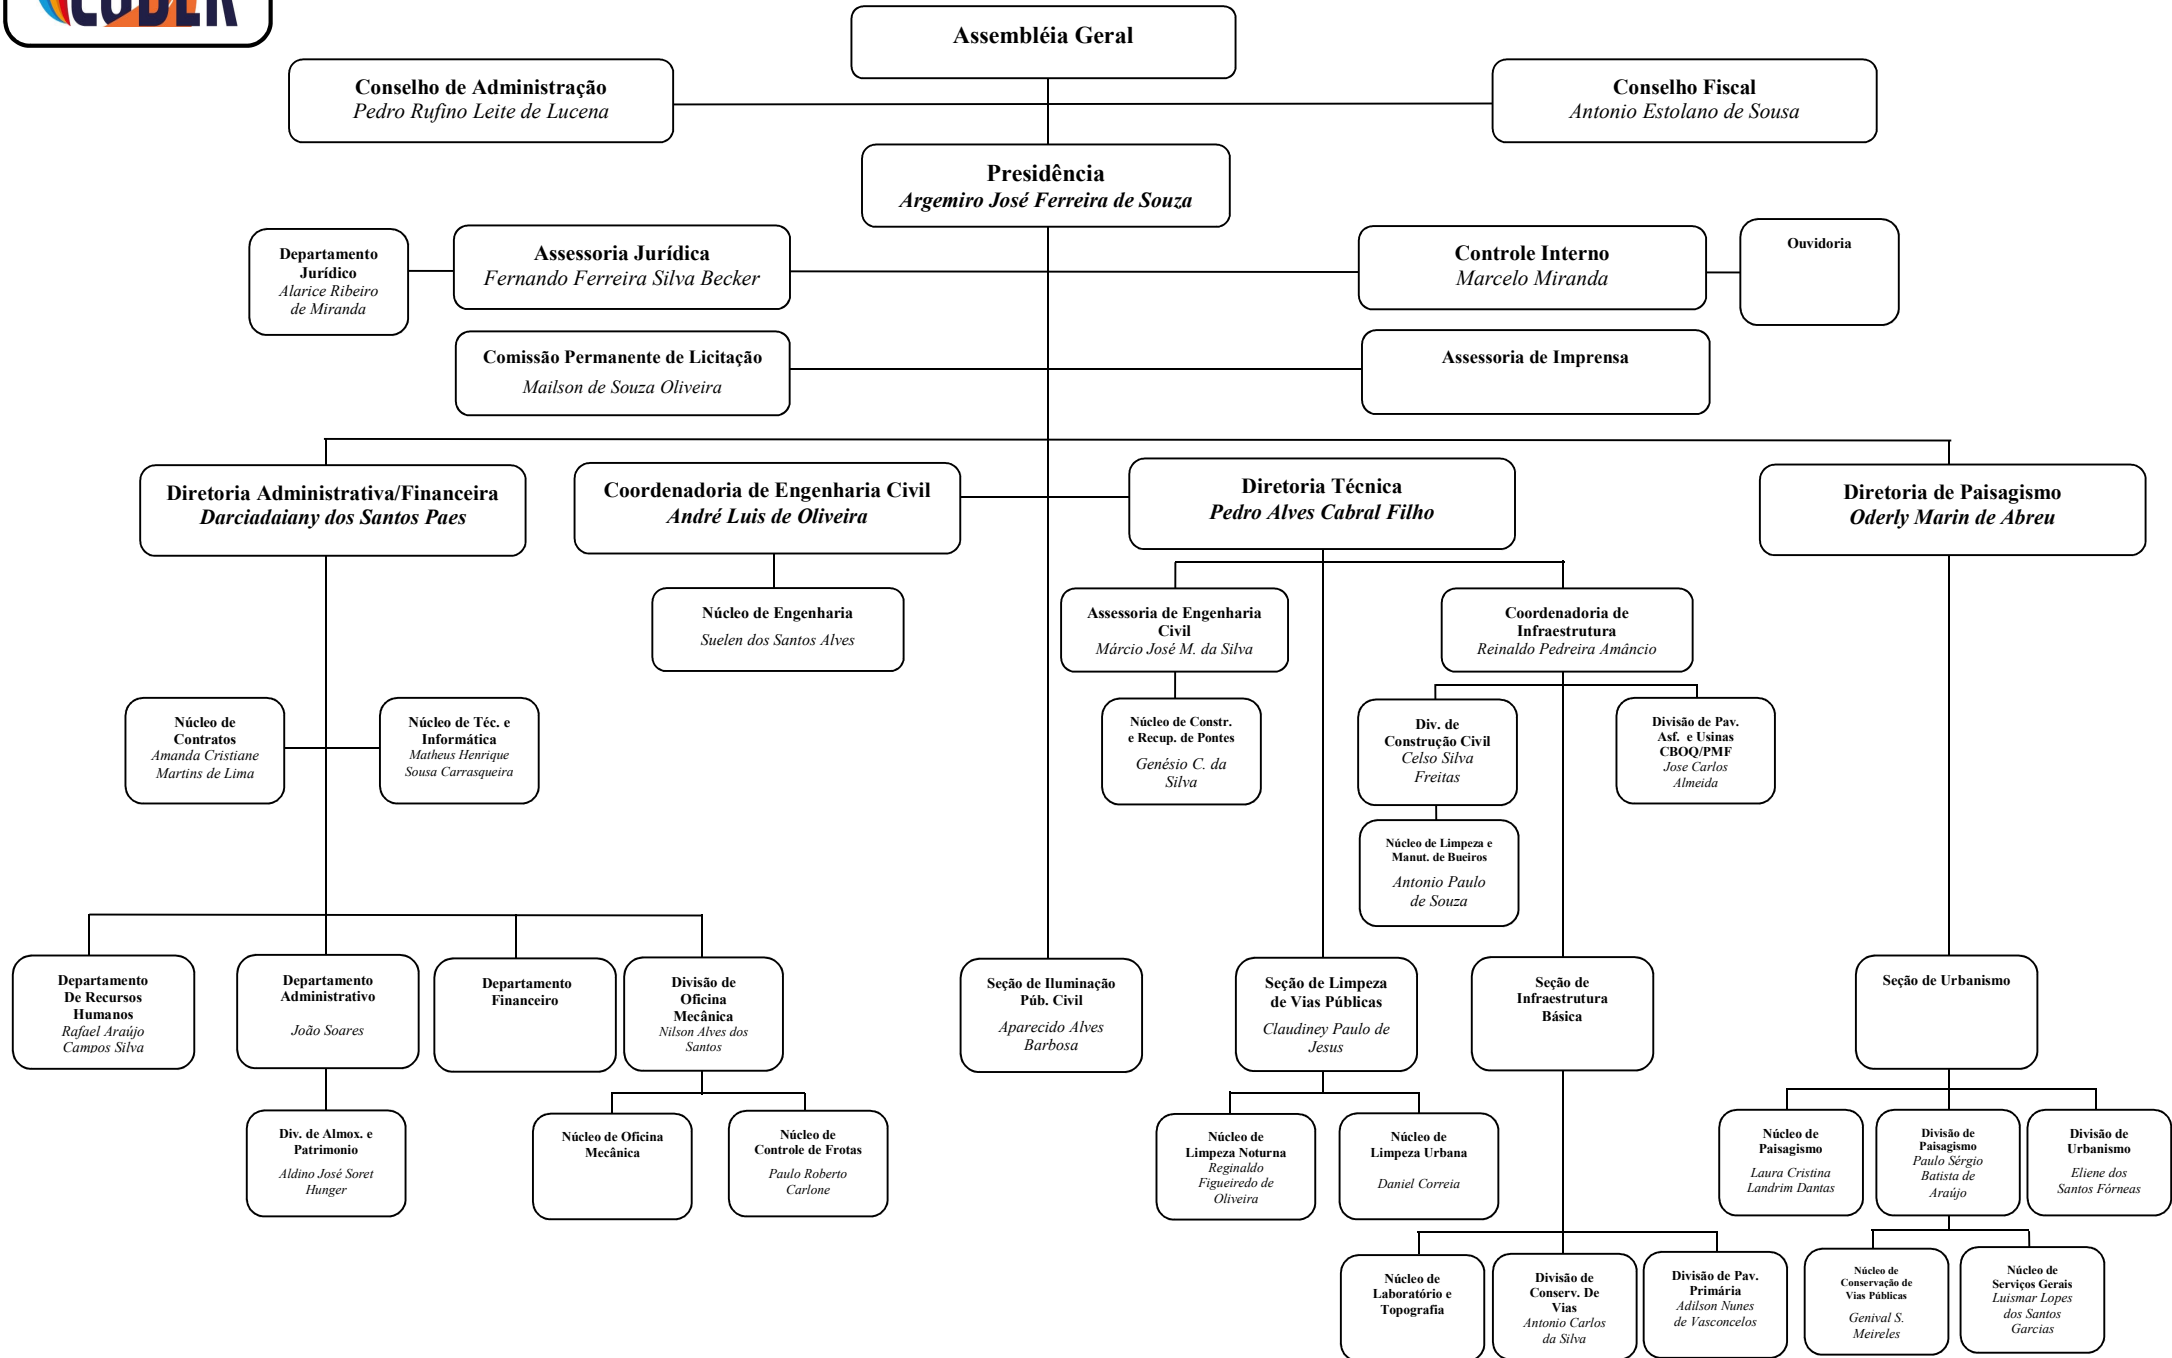 CODER
Assembléia Geral
Conselho de Administração
Pedro Rufino Leite de Lucena
Conselho Fiscal
Antonio Estolano de Sousa
Presidência
Argemiro José Ferreira de Souza
Departamento
Jurídico
Alarice Ribeiro
de Miranda
Assessoria Jurídica
Fernando Ferreira Silva Becker
Controle Interno
Marcelo Miranda
Ouvidoria
Comissão Permanente de Licitação
Mailson de Souza Oliveira
Assessoria de Imprensa
Diretoria Administrativa/Financeira
Darciadaiany dos Santos Paes
Coordenadoria de Engenharia Civil
André Luis de Oliveira
Diretoria Técnica
Pedro Alves Cabral Filho
Diretoria de Paisagismo
Oderly Marin de Abreu
Núcleo de Engenharia
Suelen dos Santos Alves
Assessoria de Engenharia
Civil
Márcio José M. da Silva
Coordenadoria de
Infraestrutura
Reinaldo Pedreira Amâncio
Núcleo de
Contratos
Amanda Cristiane
Martins de Lima
Núcleo de Téc. e
Informática
Matheus Henrique
Sousa Carrasqueira
Núcleo de Constr.
e Recup. de Pontes
Genésio C. da
Silva
Div. de
Construção Civil
Celso Silva
Freitas
Divisão de Pav.
Asf. e Usinas
CBOQ/PMF
Jose Carlos
Almeida
Núcleo de Limpeza e
Manut. de Bueiros
Antonio Paulo
de Souza
Departamento
De Recursos
Humanos
Rafael Araújo
Campos Silva
Departamento
Administrativo
João Soares
Departamento
Financeiro
Divisão de
Oficina
Mecânica
Nilson Alves dos
Santos
Seção de Iluminação
Púb. Civil
Aparecido Alves
Barbosa
Seção de Limpeza
de Vias Públicas
Claudiney Paulo de
Jesus
Seção de
Infraestrutura
Básica
Seção de Urbanismo
Div. de Almox. e
Patrimonio
Aldino José Soret
Hunger
Núcleo de Oficina
Mecânica
Núcleo de
Controle de Frotas
Paulo Roberto
Carlone
Núcleo de
Limpeza Noturna
Reginaldo
Figueiredo de
Oliveira
Núcleo de
Limpeza Urbana
Daniel Correia
Núcleo de
Paisagismo
Laura Cristina
Landrim Dantas
Divisão de
Paisagismo
Paulo Sérgio
Batista de
Araújo
Divisão de
Urbanismo
Eliene dos
Santos Fórneas
Núcleo de
Laboratório e
Topografia
Divisão de
Conserv. De
Vias
Antonio Carlos
da Silva
Divisão de Pav.
Primária
Adilson Nunes
de Vasconcelos
Núcleo de
Conservação de
Vias Públicas
Genival S.
Meireles
Núcleo de
Serviços Gerais
Luismar Lopes
dos Santos
Garcias